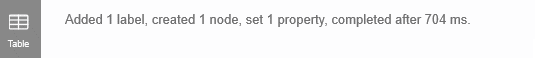 Added 1 label, created 1 node, set 1 property, completed after 704 ms.
Table